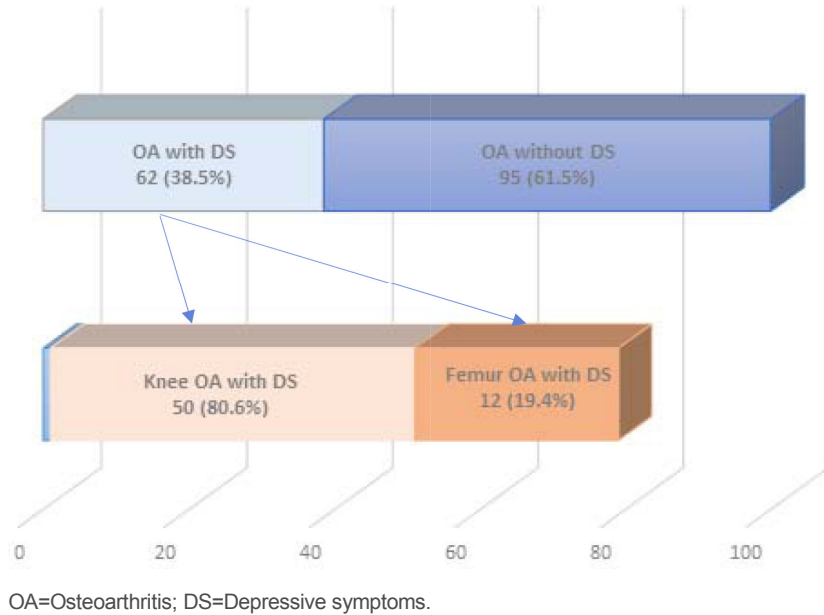 OA with DS
62 (38.5%)
OA without DS
95 (61.5%)
Knee OA with DS
50 (80.6%)
Femur OA with DS
12 (19.4%)
0 20 40 60 80 100
OA=Osteoarthritis; DS=Depressive symptoms.